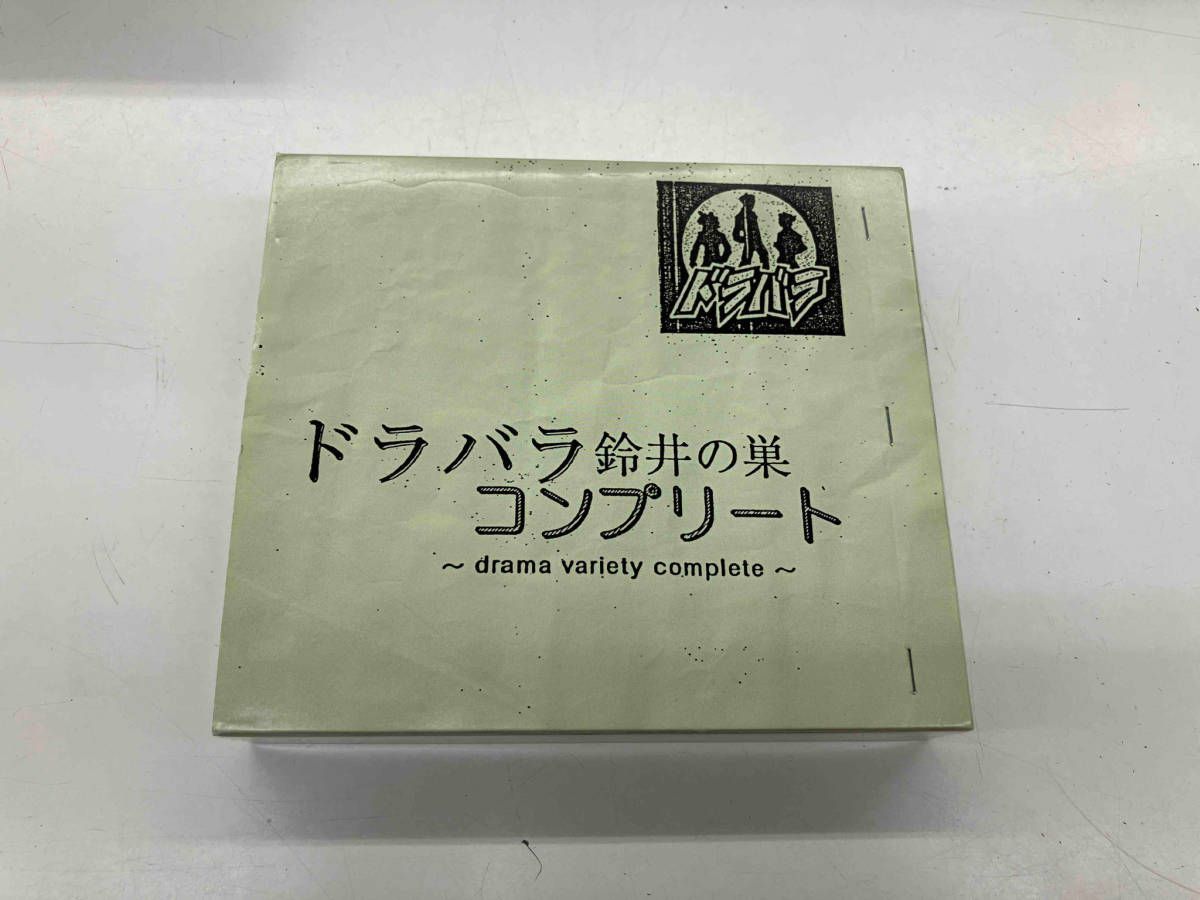 ドラバラ
ドラバラ鈴井の巣
コンプリート
～ drama variety complete ～